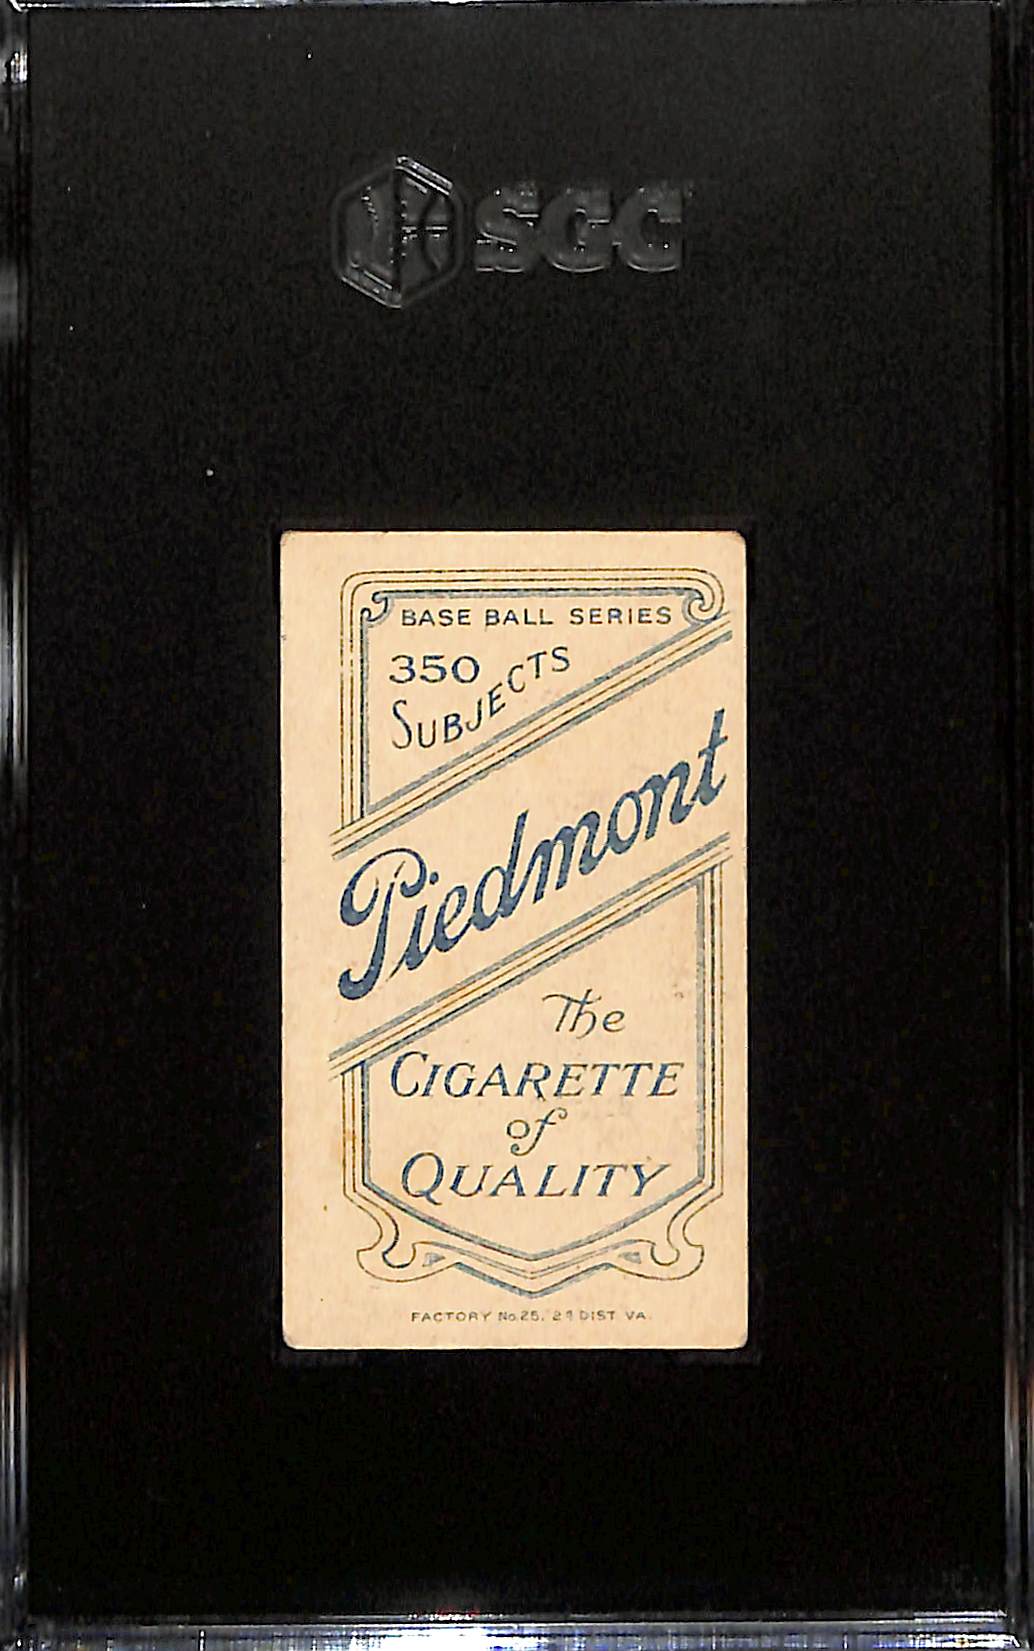 SGC
BASE BALL SERIES
350
SUBJECTS
Piedmont
The
CIGARETTE
of
QUALITY
FACTORY No. 25, 2d DIST VA.